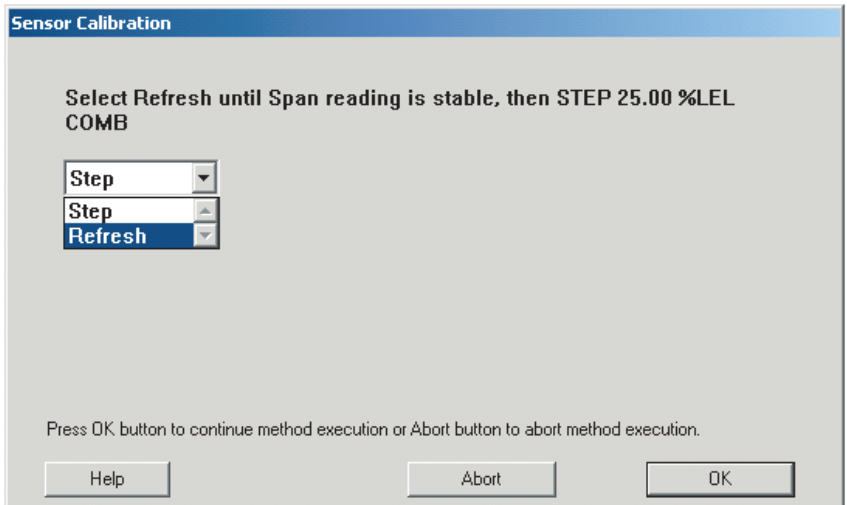 Sensor Calibration
Select Refresh until Span reading is stable, then STEP 25.00 %LEL
COMB
Step
Step
Refresh
Press OK button to continue method execution or Abort button to abort method execution.
Help
Abort
OK